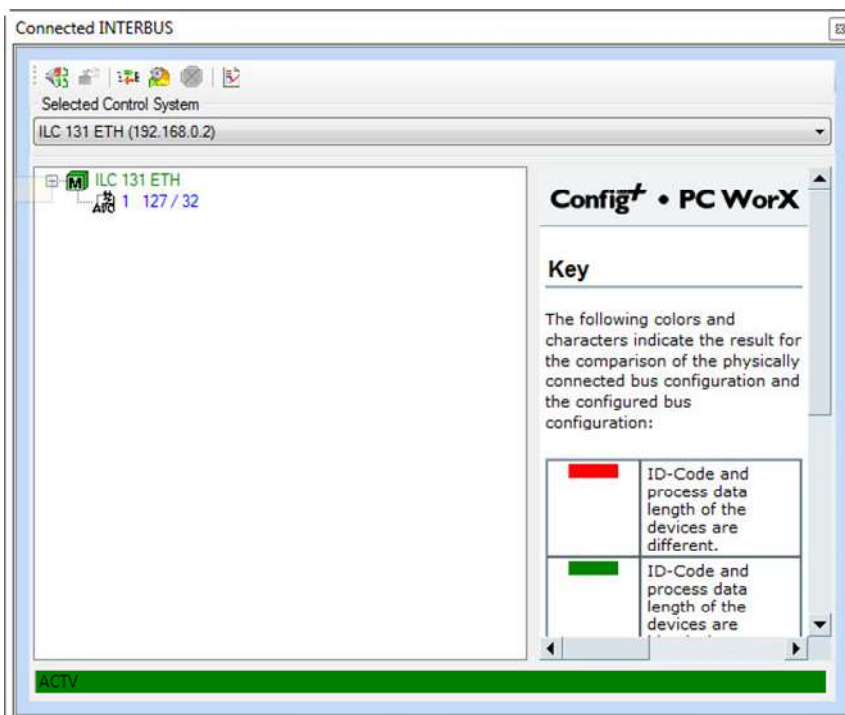 Connected INTERBUS
Selected Control System
ILC 131 ETH (192.168.0.2)
ILC 131 ETH
1 127 / 32
Config+ • PC WorX
Key
The following colors and
characters indicate the result for
the comparison of the physically
connected bus configuration and
the configured bus
configuration:
ID-Code and
process data
length of the
devices are
different.
ID-Code and
process data
length of the
devices are
ACTV